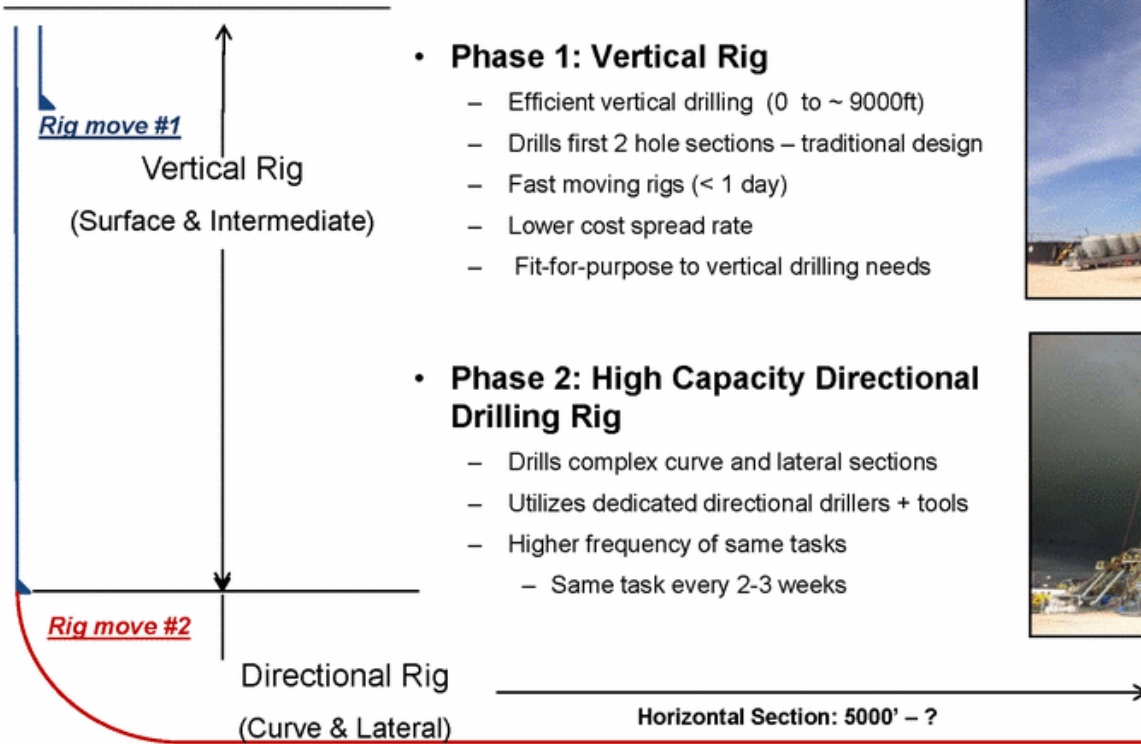 Rig move #1
Vertical Rig
(Surface & Intermediate)
• Phase 1: Vertical Rig
– Efficient vertical drilling (0 to ~ 9000ft)
– Drills first 2 hole sections – traditional design
– Fast moving rigs (< 1 day)
– Lower cost spread rate
– Fit-for-purpose to vertical drilling needs
• Phase 2: High Capacity Directional
Drilling Rig
– Drills complex curve and lateral sections
– Utilizes dedicated directional drillers + tools
– Higher frequency of same tasks
– Same task every 2-3 weeks
Rig move #2
Directional Rig
(Curve & Lateral)
Horizontal Section: 5000' – ?